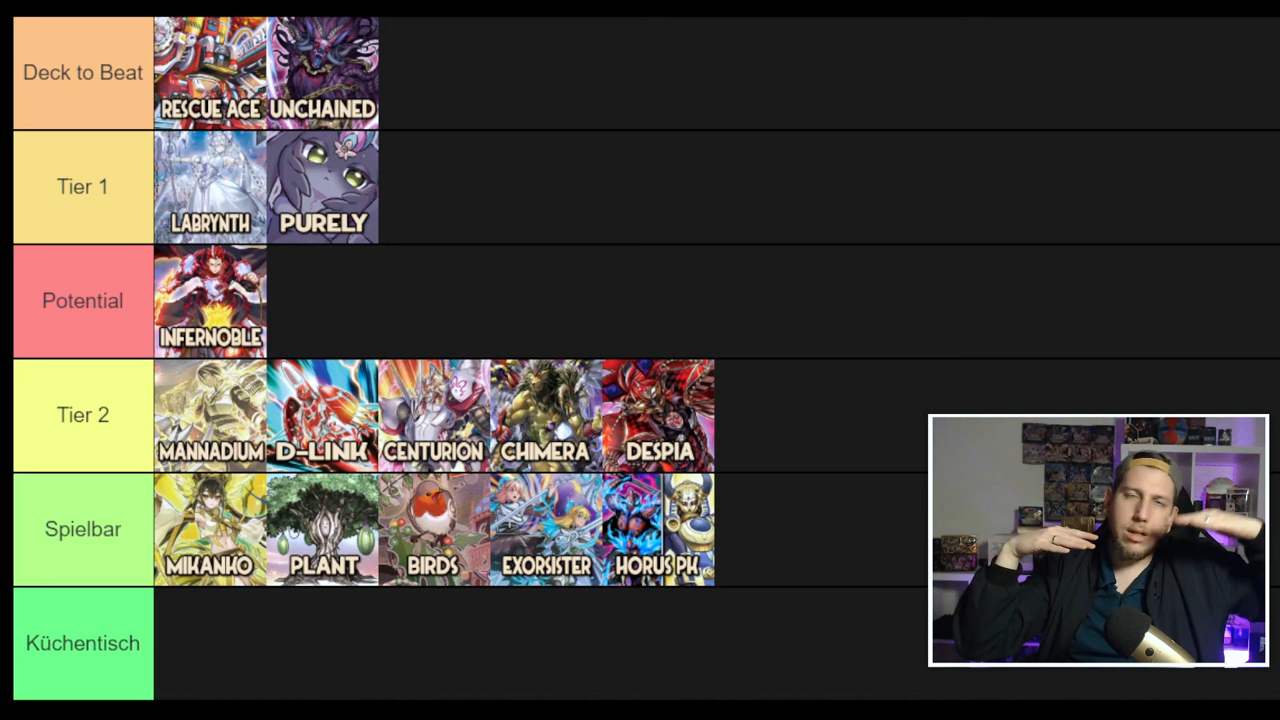 Deck to Beat
RESCUE ACE
UNCHAINED
Tier 1
LABRYNTH
PURELY
Potential
INFERNOBLE
Tier 2
MANNADIUM
D-LINK
CENTURION
CHIMERA
DESPIA
Spielbar
MIKANKO
PLANT
BIRDS
EXORSISTER
HORUS PK
Küchentisch